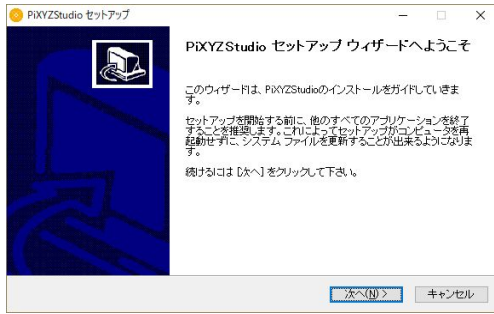 PiXYZStudio セットアップ
PiXYZStudio セットアップ ウィザードへようこそ
このウィザードは、PiXYZStudioのインストールをガイドしていきま
す。
セットアップを開始する前に、他のすべてのアプリケーションを終了
することを推奨します。これによってセットアップがコンピュータを再
起動せずに、システム ファイルを更新することが出来るようになりま
す。
続けるには [次へ] をクリックして下さい。
次へ(N) >
キャンセル